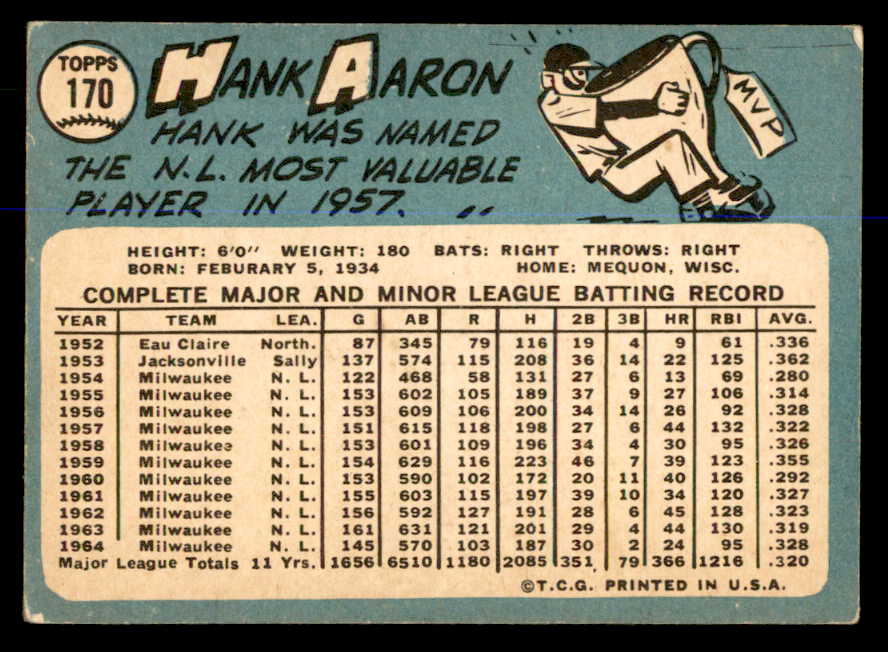 TOPPS
170
HANK AARON
HANK WAS NAMED
THE N.L. MOST VALUABLE
PLAYER IN 1957.
MVP
HEIGHT: 6'0" WEIGHT: 180 BATS: RIGHT THROWS: RIGHT
BORN: FEBURARY 5, 1934 HOME: MEQUON, WISC.
COMPLETE MAJOR AND MINOR LEAGUE BATTING RECORD
YEAR TEAM LEA. G AB R H 2B 3B HR RBI AVG.
1952 Eau Claire North. 87 345 79 116 19 4 9 61 .336
1953 Jacksonville Sally 137 574 115 208 36 14 22 125 .362
1954 Milwaukee N. L. 122 468 58 131 27 6 13 69 .280
1955 Milwaukee N. L. 153 602 105 189 37 9 27 106 .314
1956 Milwaukee N. L. 153 609 106 200 34 14 26 92 .328
1957 Milwaukee N. L. 151 615 118 198 27 6 44 132 .322
1958 Milwaukee N. L. 153 601 109 196 34 4 30 95 .326
1959 Milwaukee N. L. 154 629 116 223 46 7 39 123 .355
1960 Milwaukee N. L. 153 590 102 172 20 11 40 126 .292
1961 Milwaukee N. L. 155 603 115 197 39 10 34 120 .327
1962 Milwaukee N. L. 156 592 127 191 28 6 45 128 .323
1963 Milwaukee N. L. 161 631 121 201 29 4 44 130 .319
1964 Milwaukee N. L. 145 570 103 187 30 2 24 95 .328
Major League Totals 11 Yrs. 1656 6510 1180 2085 351 79 366 1216 .320
©T.C.G. PRINTED IN U.S.A.